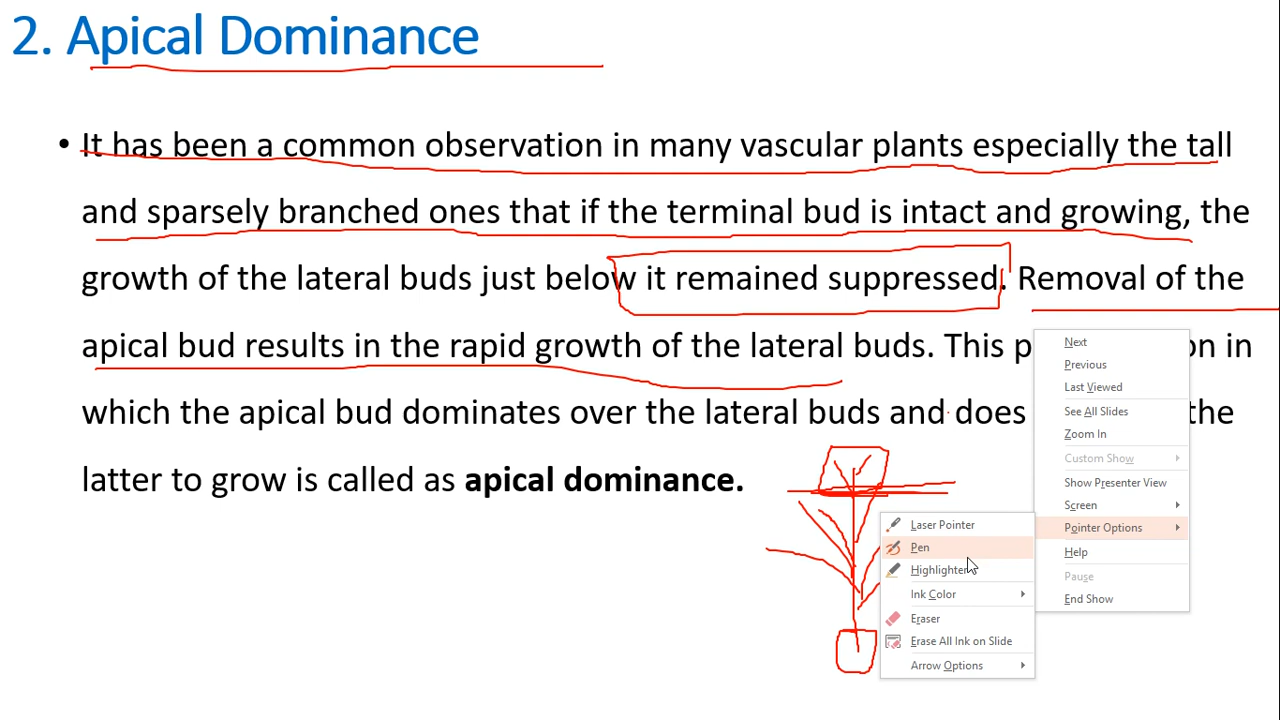 2. Apical Dominance
• It has been a common observation in many vascular plants especially the tall
and sparsely branched ones that if the terminal bud is intact and growing, the
growth of the lateral buds just below it remained suppressed. Removal of the
apical bud results in the rapid growth of the lateral buds. This on in
which the apical bud dominates over the lateral buds and does the
latter to grow is called as apical dominance.
Next
Previous
Last Viewed
See All Slides
Zoom In
Custom Show
Show Presenter View
Screen
Pointer Options
Help
Pause
End Show
Laser Pointer
Pen
Highlighter
Ink Color
Eraser
Erase All Ink on Slide
Arrow Options